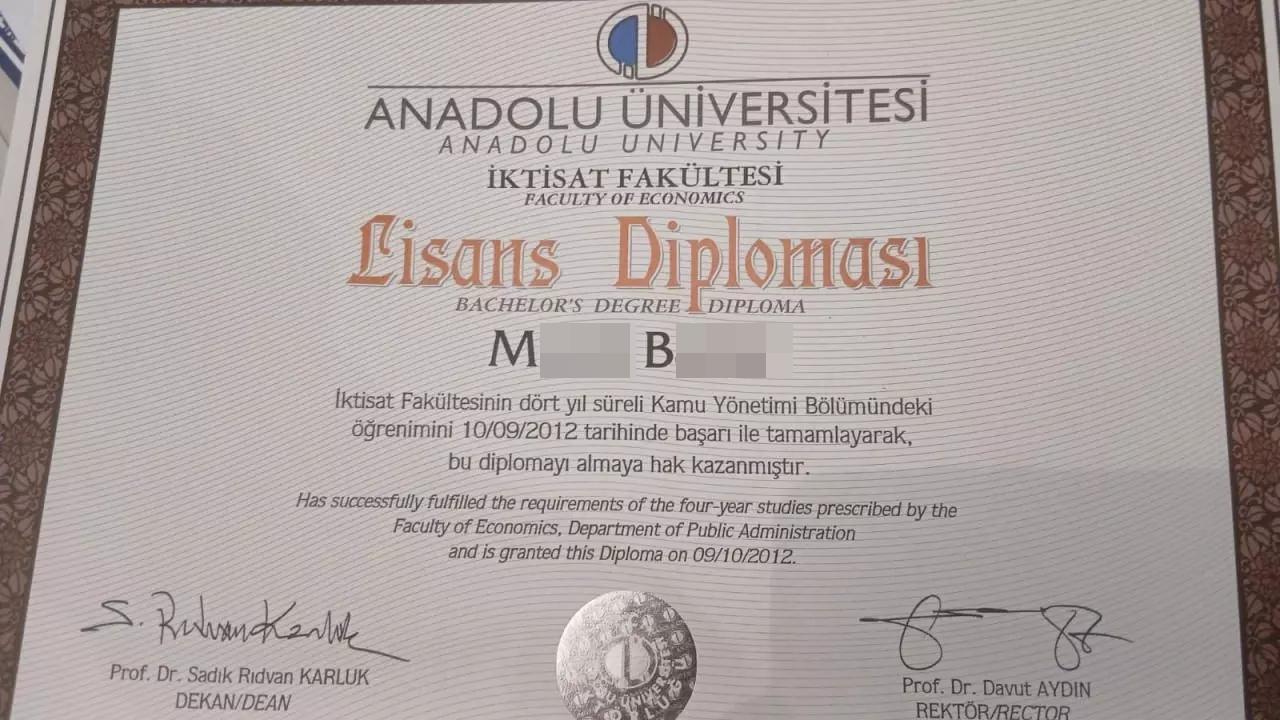 ANADOLU ÜNİVERSİTESİ
ANADOLU UNIVERSITY
İKTİSAT FAKÜLTESİ
FACULTY OF ECONOMICS
Lisans Diploması
BACHELOR'S DEGREE DIPLOMA
M B
İktisat Fakültesinin dört yıl süreli Kamu Yönetimi Bölümündeki
öğrenimini 10/09/2012 tarihinde başarı ile tamamlayarak,
bu diplomayı almaya hak kazanmıştır.
Has successfully fulfilled the requirements of the four-year studies prescribed by the
Faculty of Economics, Department of Public Administration
and is granted this Diploma on 09/10/2012.
S. Rıdvan Karluk
Prof. Dr. Sadık Rıdvan KARLUK
DEKAN/DEAN
Prof. Dr. Davut AYDIN
REKTÖR/RECTOR